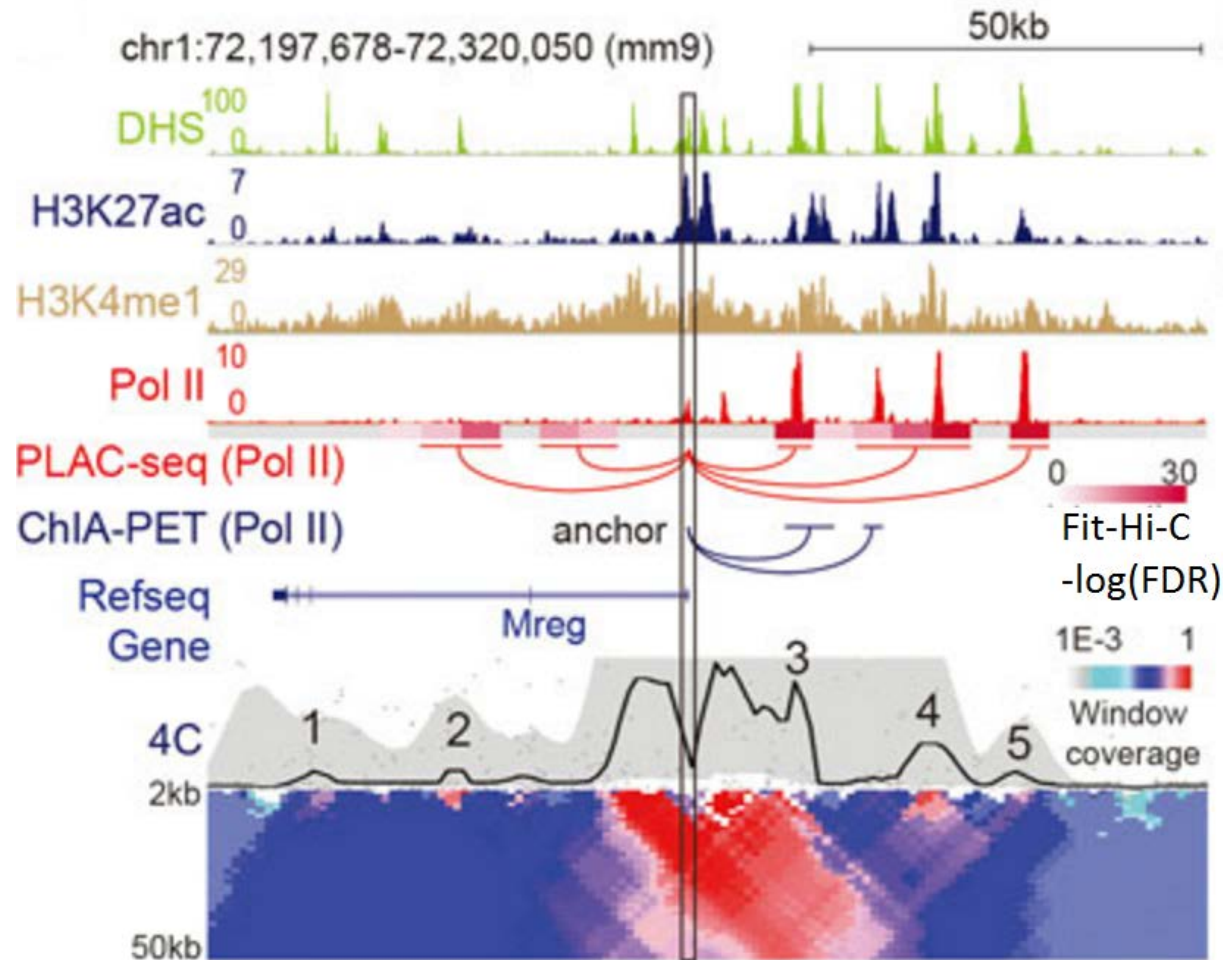 50kb
chr1:72,197,678-72,320,050 (mm9)
100
DHS
0
7
H3K27ac
0
29
H3K4me1
0
10
Pol II
0
PLAC-seq (Pol II)
0 30
ChIA-PET (Pol II)
anchor
Fit-Hi-C
-log(FDR)
Refseq
Gene
Mreg
1E-3 1
Window
coverage
4C
1
2
3
4
5
2kb
50kb